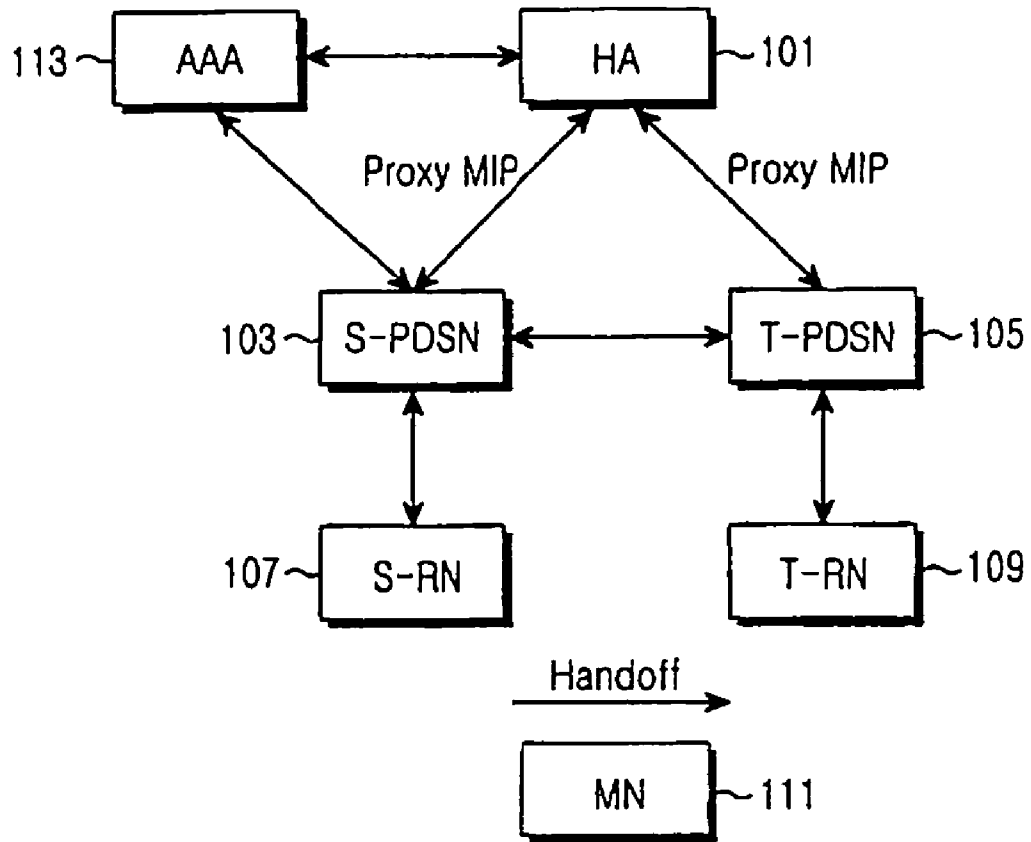 113 AAA HA 101
Proxy MIP Proxy MIP
103 S-PDSN T-PDSN 105
107 S-RN T-RN 109
Handoff
MN 111